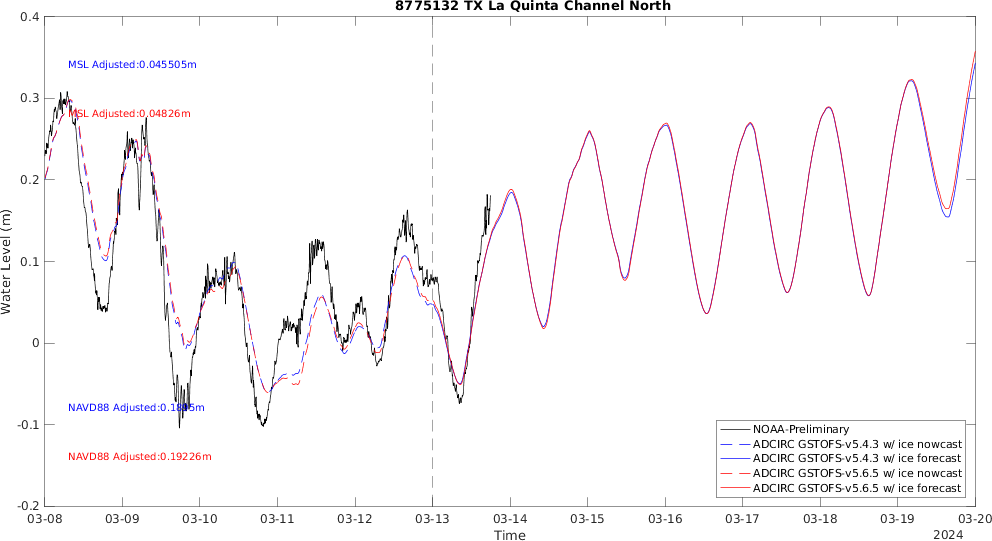 8775132 TX La Quinta Channel North
0.4
0.3
0.2
0.1
0
-0.1
-0.2
Water Level (m)
MSL Adjusted:0.045505m
MSL Adjusted:0.04826m
NAVD88 Adjusted:0.19226m
NOAA-Preliminary
ADCIRC GSTOFS-v5.4.3 w/ ice nowcast
ADCIRC GSTOFS-v5.4.3 w/ ice forecast
ADCIRC GSTOFS-v5.6.5 w/ ice nowcast
ADCIRC GSTOFS-v5.6.5 w/ ice forecast
03-08 03-09 03-10 03-11 03-12 03-13 03-14 03-15 03-16 03-17 03-18 03-19 03-20
Time
2024